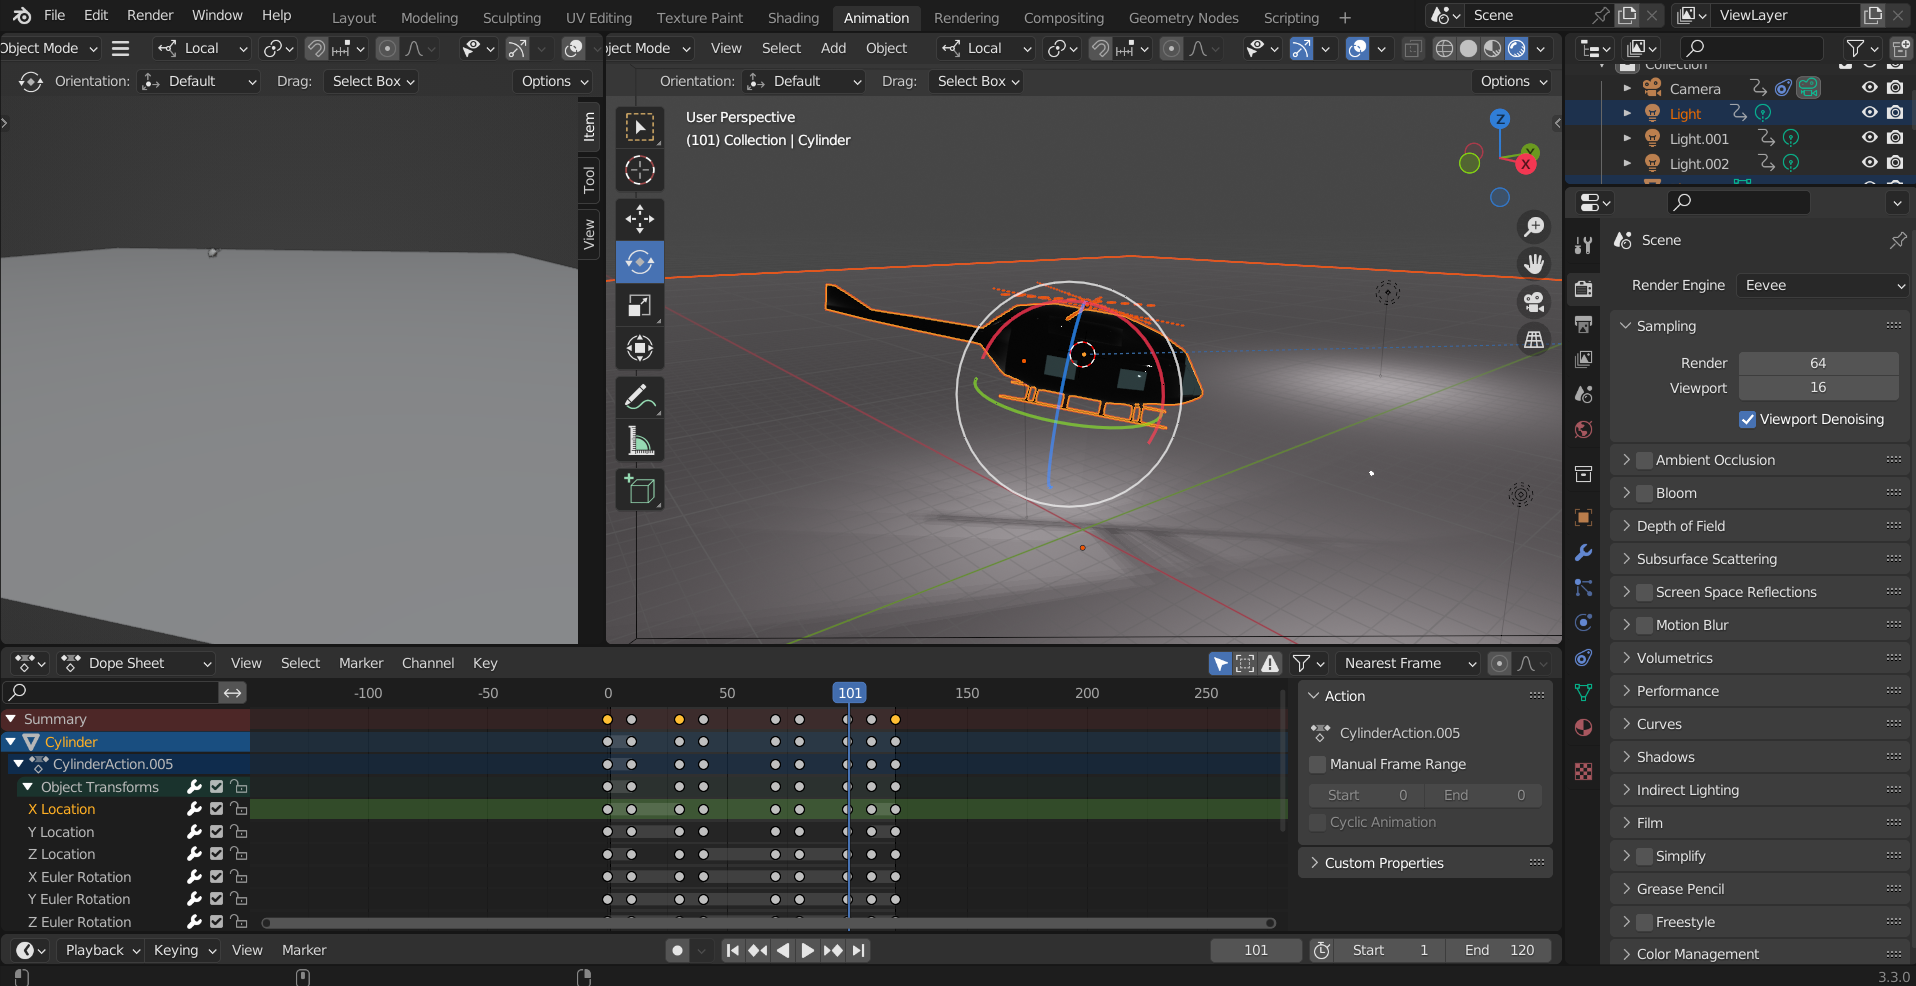 File Edit Render Window Help Layout Modeling Sculpting UV Editing Texture Paint Shading Animation Rendering Compositing Geometry Nodes Scripting + Scene ViewLayer
Object Mode Local
ject Mode View Select Add Object Local
Orientation: Default Drag: Select Box Options
Orientation: Default Drag: Select Box Options
Item
Tool
View
User Perspective
(101) Collection | Cylinder
Z
Y
X
Collection
Camera
Light
Light.001
Light.002
Scene
Render Engine Eevee
Sampling
Render 64
Viewport 16
Viewport Denoising
Ambient Occlusion
Bloom
Depth of Field
Subsurface Scattering
Screen Space Reflections
Motion Blur
Volumetrics
Performance
Curves
Shadows
Indirect Lighting
Film
Simplify
Grease Pencil
Freestyle
Color Management
Dope Sheet View Select Marker Channel Key Nearest Frame
-100 -50 0 50 101 150 200 250
Summary
Cylinder
CylinderAction.005
Object Transforms
X Location
Y Location
Z Location
X Euler Rotation
Y Euler Rotation
Z Euler Rotation
Action
CylinderAction.005
Manual Frame Range
Start 0 End 0
Cyclic Animation
Custom Properties
Playback Keying View Marker 101 Start 1 End 120
3.3.0